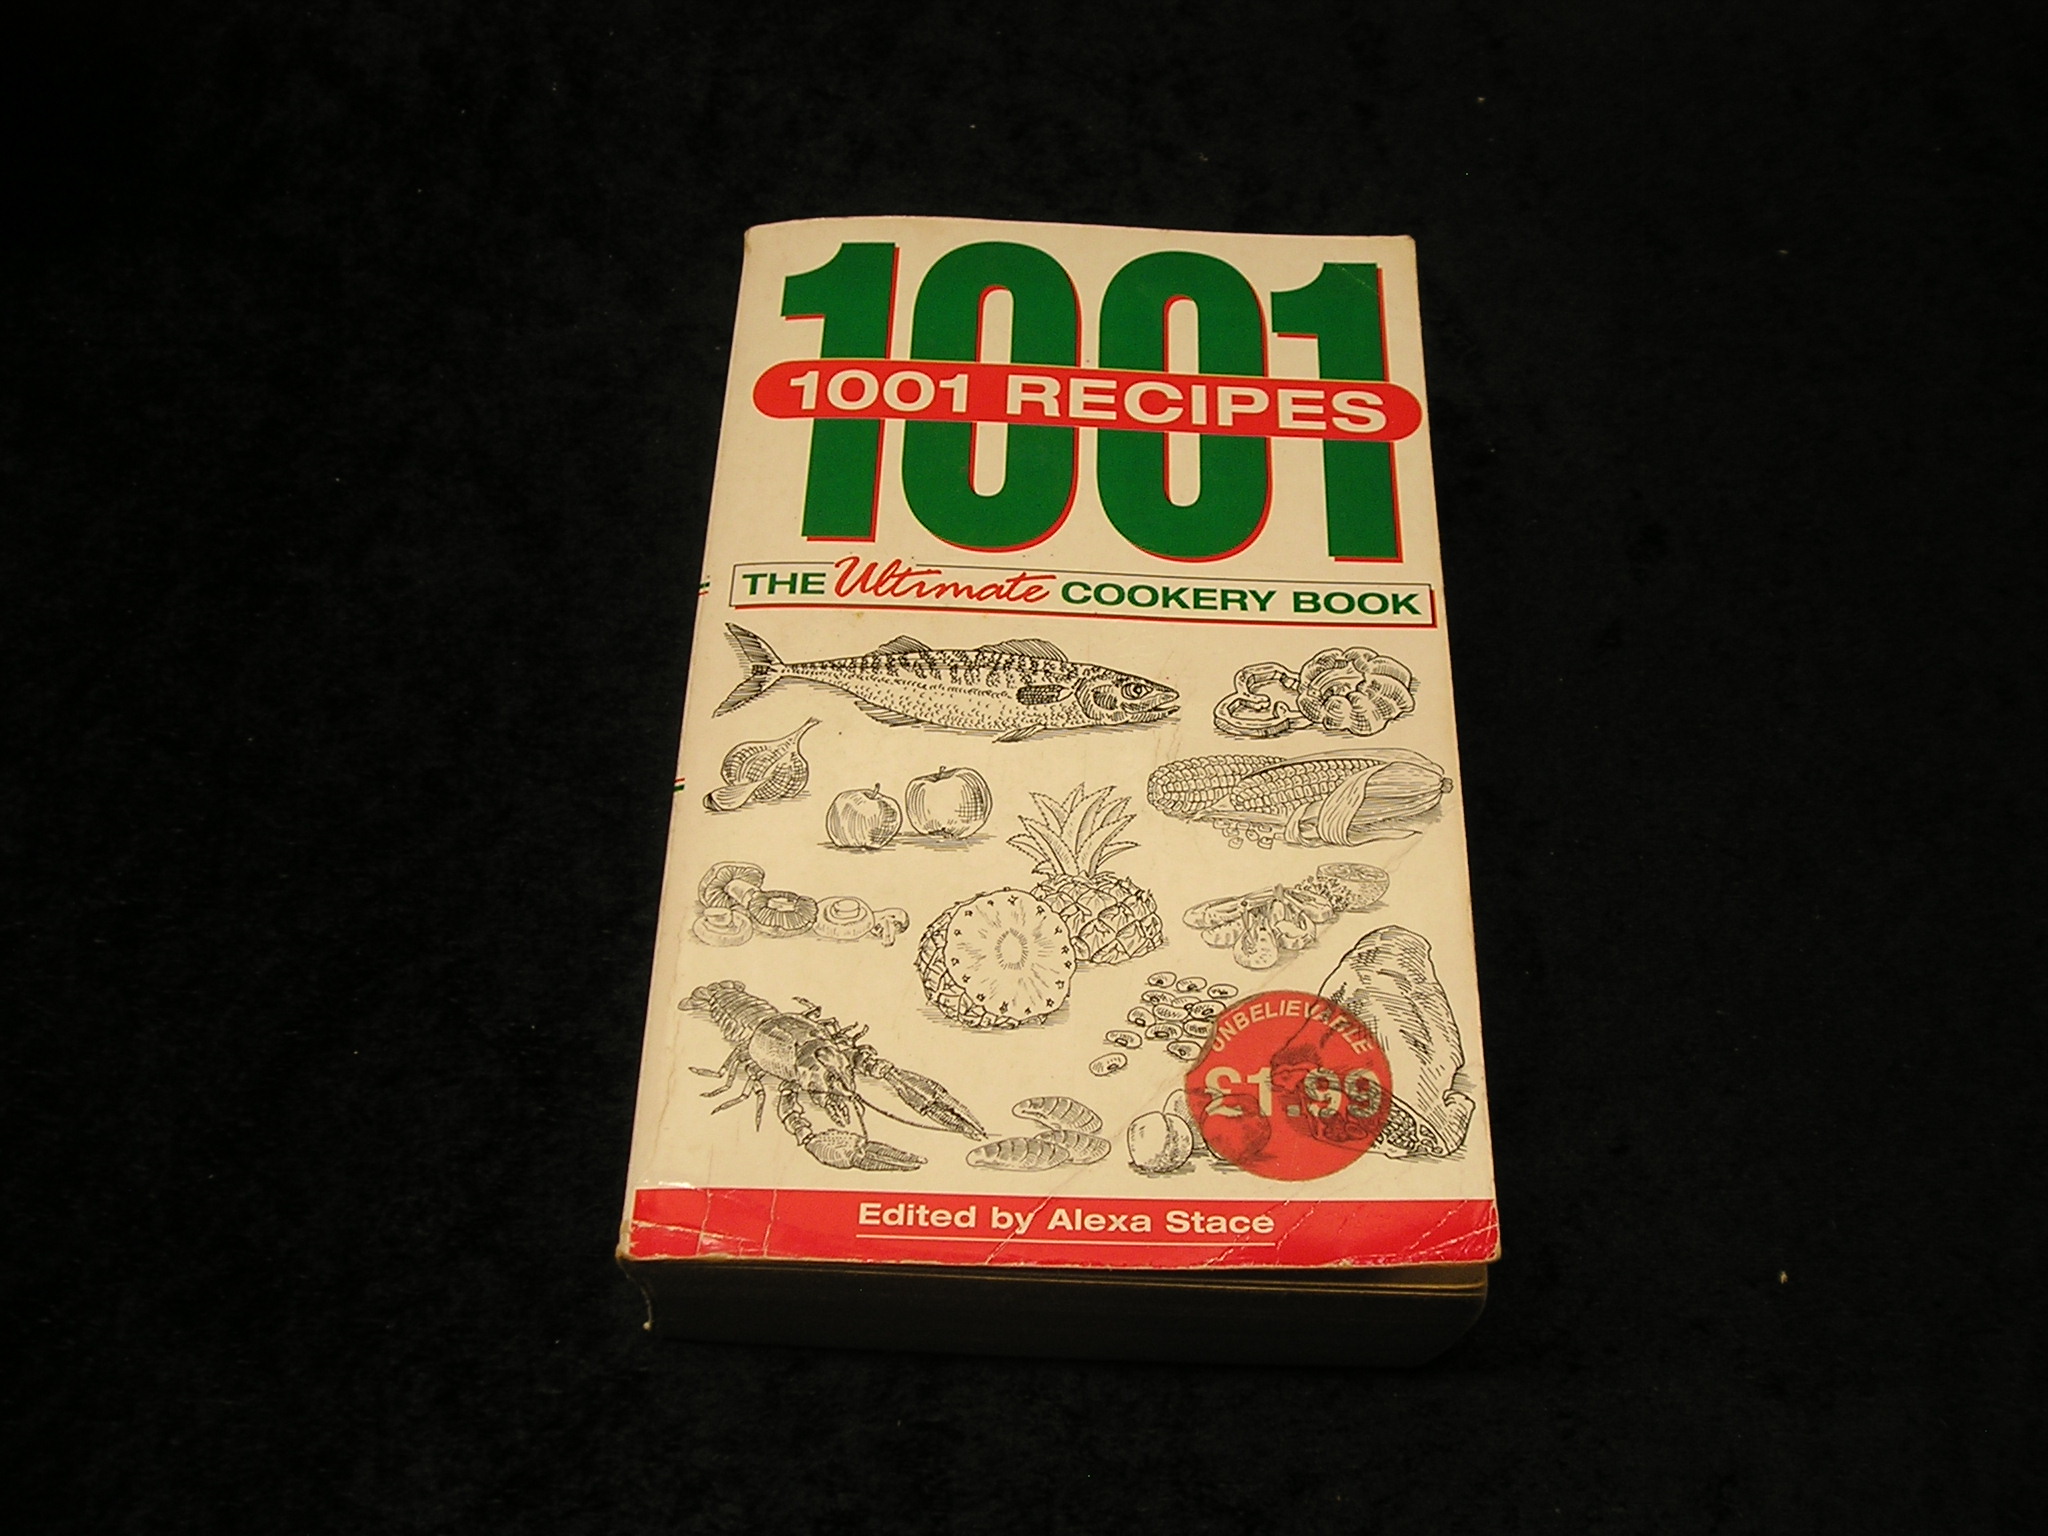 1001
1001 RECIPES
THE Ultimate COOKERY BOOK
UNBELIEVABLE
£1.99
Edited by Alexa Stace